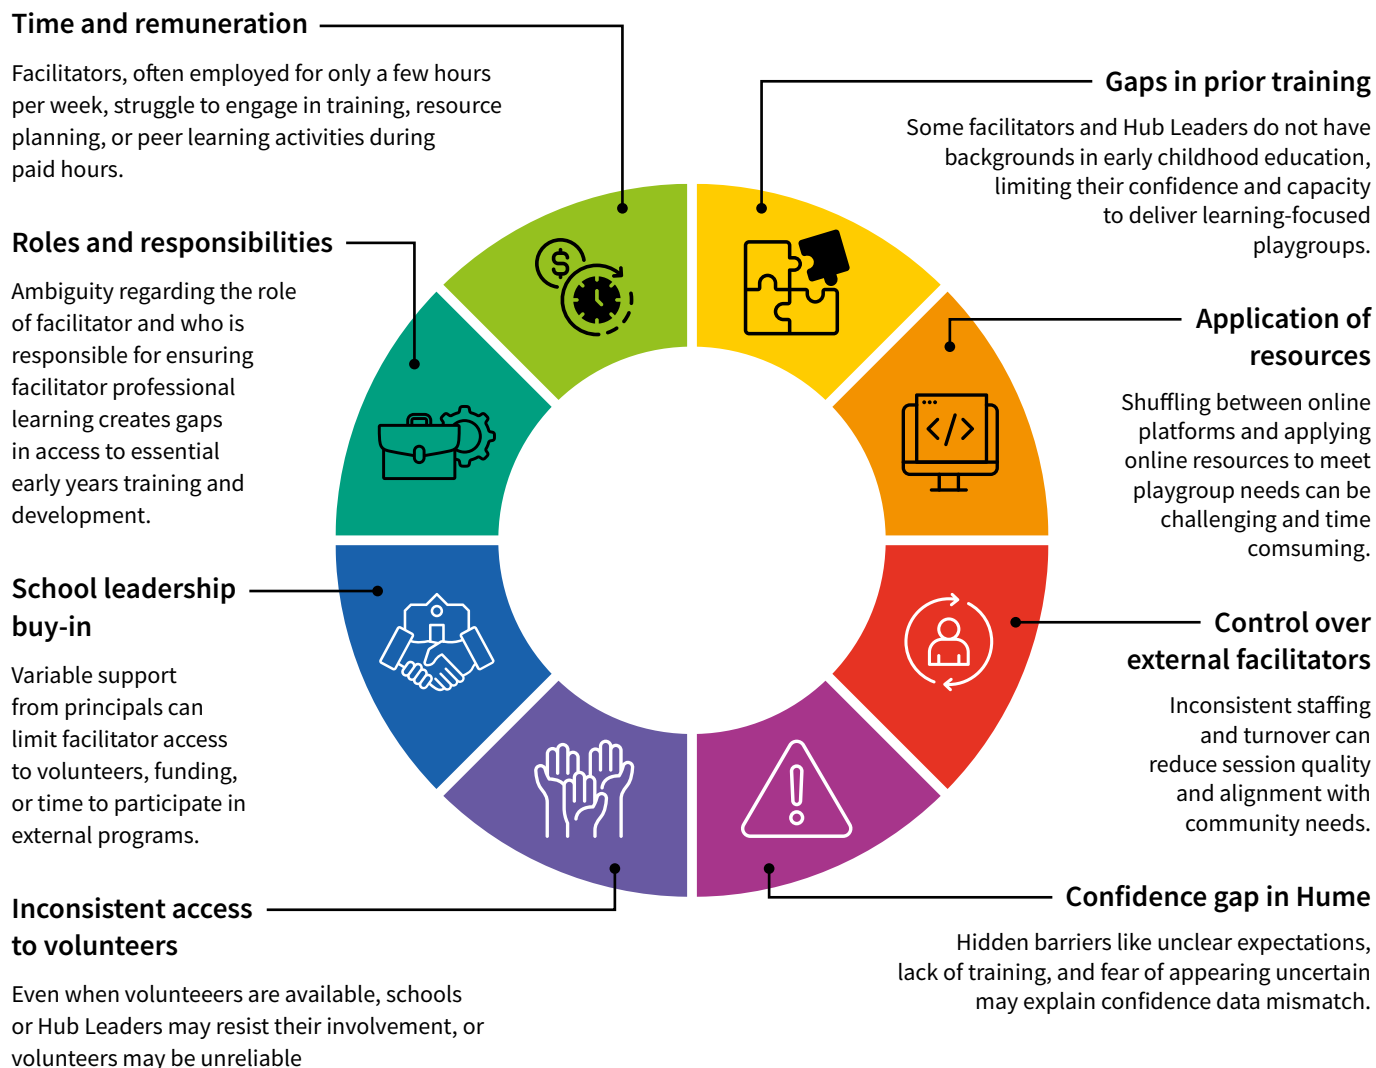 Time and remuneration
Facilitators, often employed for only a few hours
per week, struggle to engage in training, resource
planning, or peer learning activities during
paid hours.
Roles and responsibilities
Ambiguity regarding the role
of facilitator and who is
responsible for ensuring
facilitator professional
learning creates gaps
in access to essential
early years training and
development.
School leadership
buy-in
Variable support
from principals can
limit facilitator access
to volunteers, funding,
or time to participate in
external programs.
Inconsistent access
to volunteers
Even when volunteeers are available, schools
or Hub Leaders may resist their involvement, or
volunteers may be unreliable
Gaps in prior training
Some facilitators and Hub Leaders do not have
backgrounds in early childhood education,
limiting their confidence and capacity
to deliver learning-focused
playgroups.
Application of
resources
Shuffling between online
platforms and applying
online resources to meet
playgroup needs can be
challenging and time
comsuming.
Control over
external facilitators
Inconsistent staffing
and turnover can
reduce session quality
and alignment with
community needs.
Confidence gap in Hume
Hidden barriers like unclear expectations,
lack of training, and fear of appearing uncertain
may explain confidence data mismatch.
$
</>